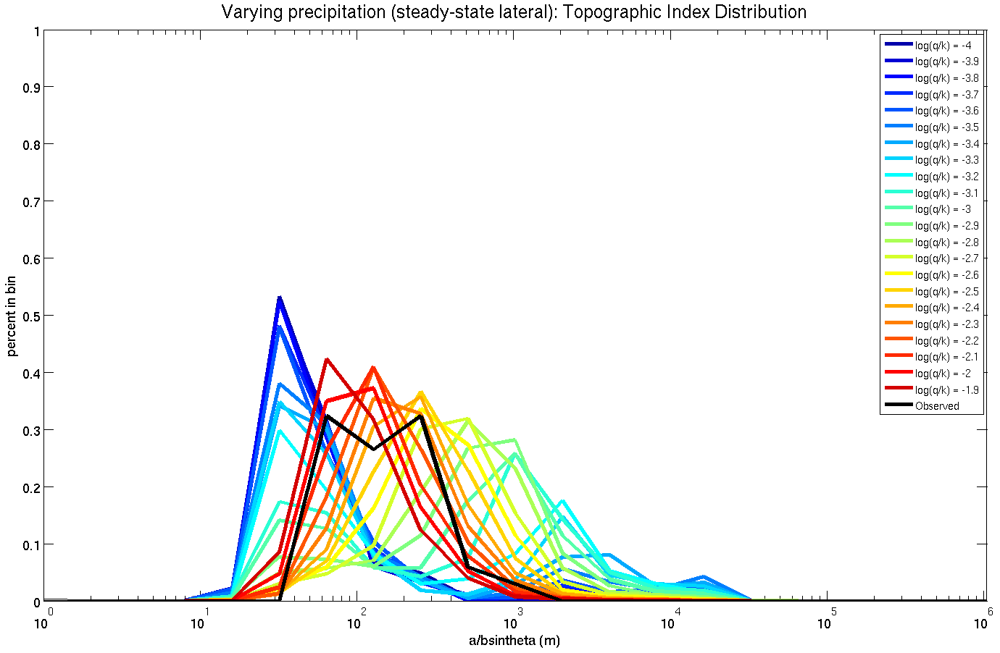 Varying precipitation (steady-state lateral): Topographic Index Distribution
1
0.9
0.8
0.7
0.6
0.5
0.4
0.3
0.2
0.1
0
percent in bin
log(q/k) = -4
log(q/k) = -3.9
log(q/k) = -3.8
log(q/k) = -3.7
log(q/k) = -3.6
log(q/k) = -3.5
log(q/k) = -3.4
log(q/k) = -3.3
log(q/k) = -3.2
log(q/k) = -3.1
log(q/k) = -3
log(q/k) = -2.9
log(q/k) = -2.8
log(q/k) = -2.7
log(q/k) = -2.6
log(q/k) = -2.5
log(q/k) = -2.4
log(q/k) = -2.3
log(q/k) = -2.2
log(q/k) = -2.1
log(q/k) = -2
log(q/k) = -1.9
Observed
10^0 10^1 10^2 10^3 10^4 10^5 10^6
a/bsintheta (m)